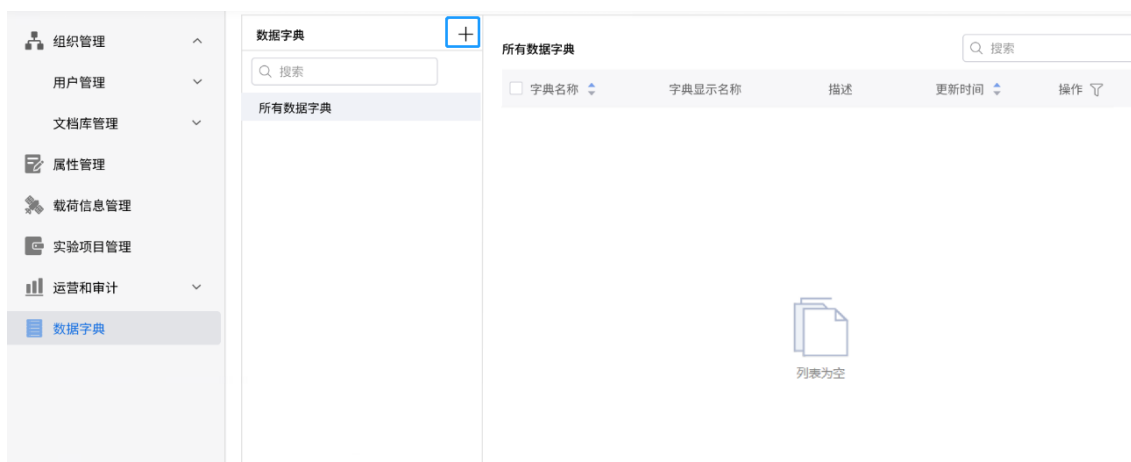 组织管理
用户管理
文档库管理
属性管理
载荷信息管理
实验项目管理
运营和审计
数据字典
数据字典
搜索
所有数据字典
所有数据字典
搜索
字典名称 字典显示名称 描述 更新时间 操作
列表为空